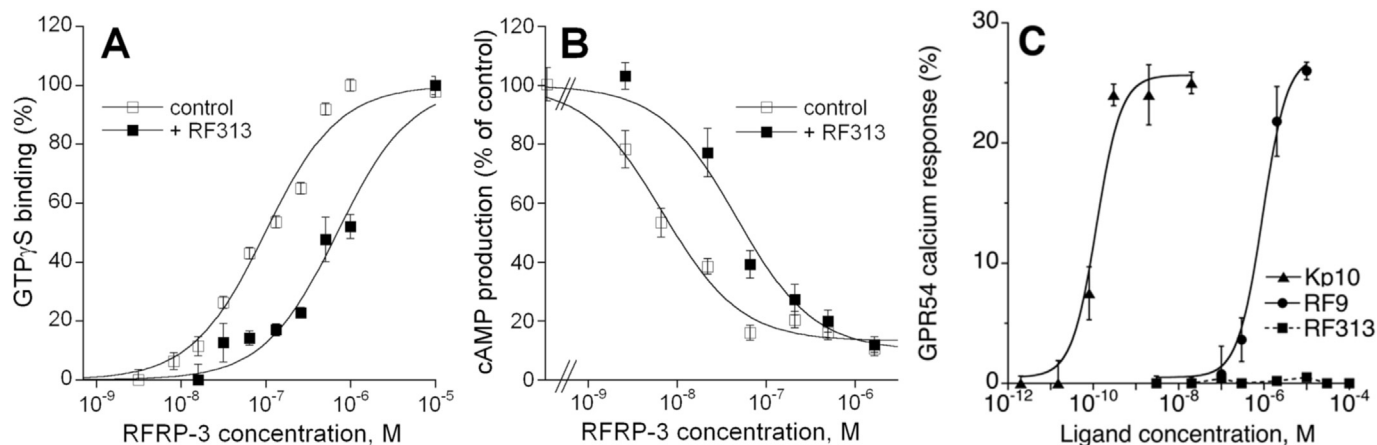 A
GTPγS binding (%)
120
100
80
60
40
20
0
control
+ RF313
10⁻⁹
10⁻⁸
10⁻⁷
10⁻⁶
10⁻⁵
RFRP-3 concentration, M
B
cAMP production (% of control)
120
100
80
60
40
20
0
control
+ RF313
10⁻⁹
10⁻⁸
10⁻⁷
10⁻⁶
RFRP-3 concentration, M
C
GPR54 calcium response (%)
30
20
10
0
Kp10
RF9
RF313
10⁻¹²
10⁻¹⁰
10⁻⁸
10⁻⁶
10⁻⁴
Ligand concentration, M